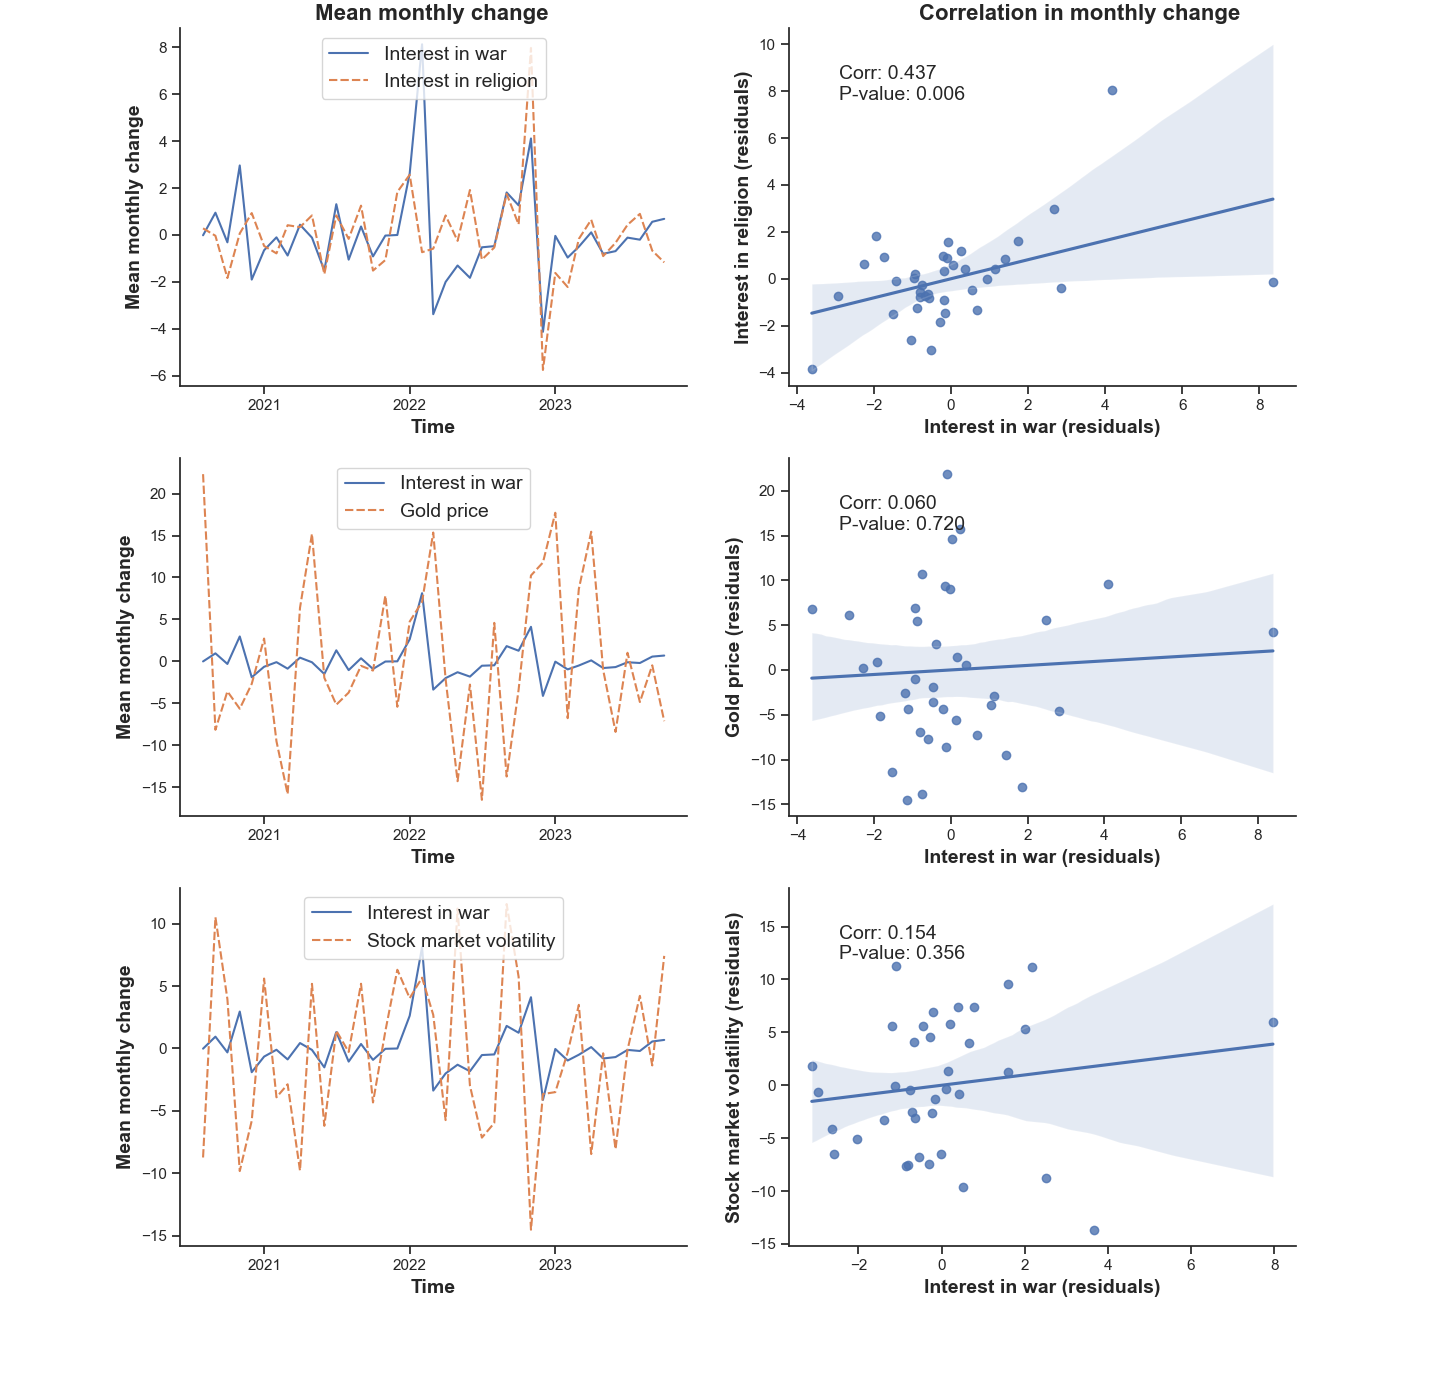 Mean monthly change
Correlation in monthly change
8
6
4
2
0
−2
−4
−6
Mean monthly change
Interest in war
Interest in religion
2021
2022
2023
Time
10
8
6
4
2
0
−2
−4
Interest in religion (residuals)
Corr: 0.437
P-value: 0.006
−4
−2
0
2
4
6
8
Interest in war (residuals)
20
15
10
5
0
−5
−10
−15
Mean monthly change
Interest in war
Gold price
2021
2022
2023
Time
20
15
10
5
0
−5
−10
−15
Gold price (residuals)
Corr: 0.060
P-value: 0.720
−4
−2
0
2
4
6
8
Interest in war (residuals)
10
5
0
−5
−10
−15
Mean monthly change
Interest in war
Stock market volatility
2021
2022
2023
Time
15
10
5
0
−5
−10
−15
Stock market volatility (residuals)
Corr: 0.154
P-value: 0.356
−2
0
2
4
6
8
Interest in war (residuals)